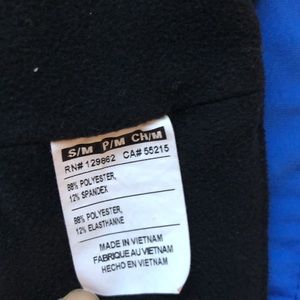 S/M P/M CH/M
RN# 129862 CA# 55215
88% POLYESTER,
12% SPANDEX
88% POLYESTER,
12% ELASTHANNE
MADE IN VIETNAM
FABRIQUE AU VIETNAM
HECHO EN VIETNAM